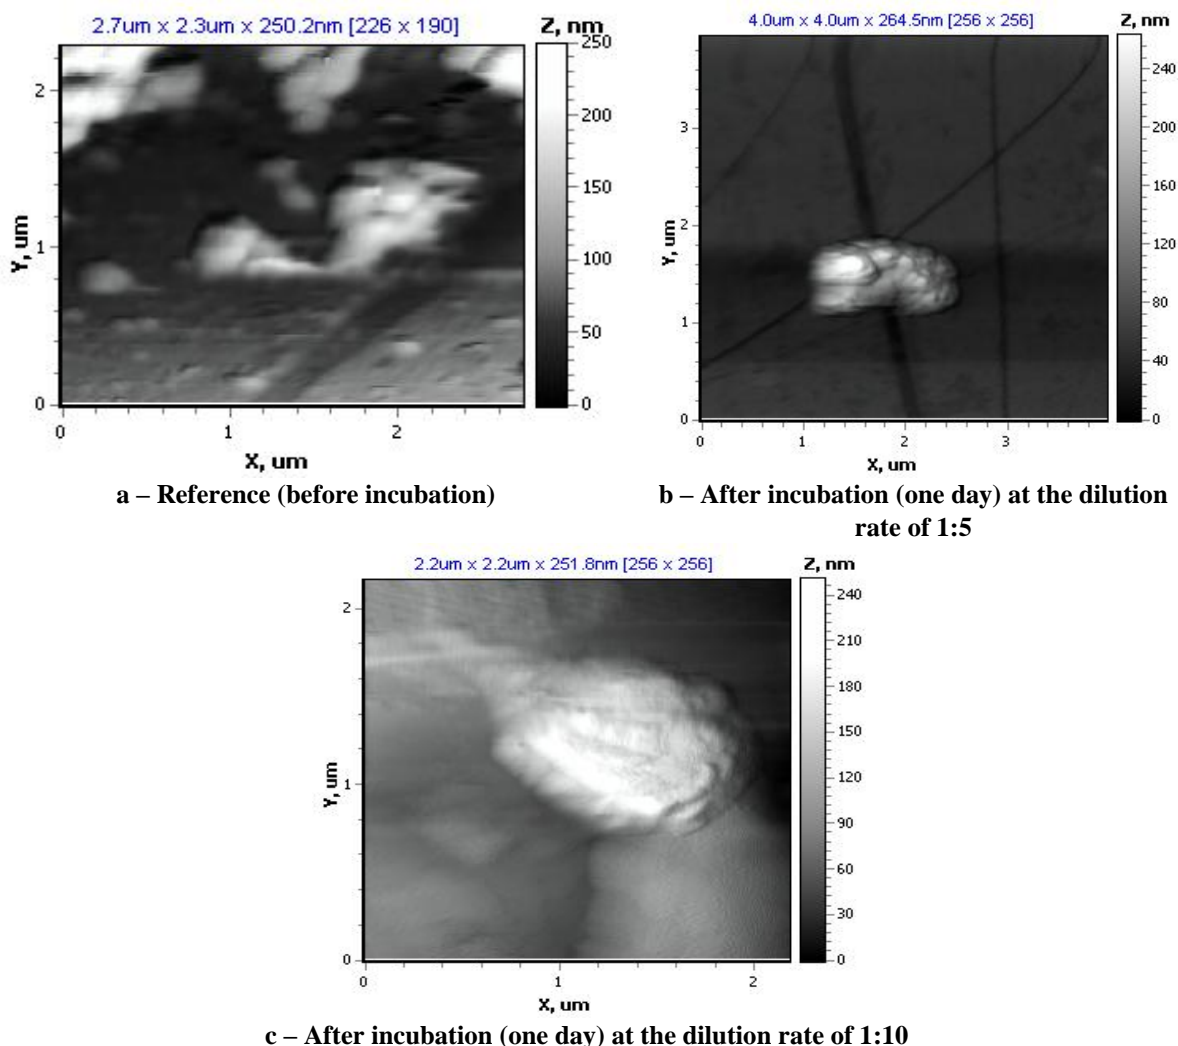 2.7um x 2.3um x 250.2nm [226 x 190]
Z, nm
250
200
150
100
50
0
2
1
0
Y, um
0
1
2
X, um
a – Reference (before incubation)
4.0um x 4.0um x 264.5nm [256 x 256]
Z, nm
240
200
160
120
80
40
0
3
2
1
0
Y, um
0
1
2
3
X, um
b – After incubation (one day) at the dilution
rate of 1:5
2.2um x 2.2um x 251.8nm [256 x 256]
Z, nm
240
210
180
150
120
90
60
30
0
2
1
0
Y, um
0
1
2
X, um
c – After incubation (one day) at the dilution rate of 1:10